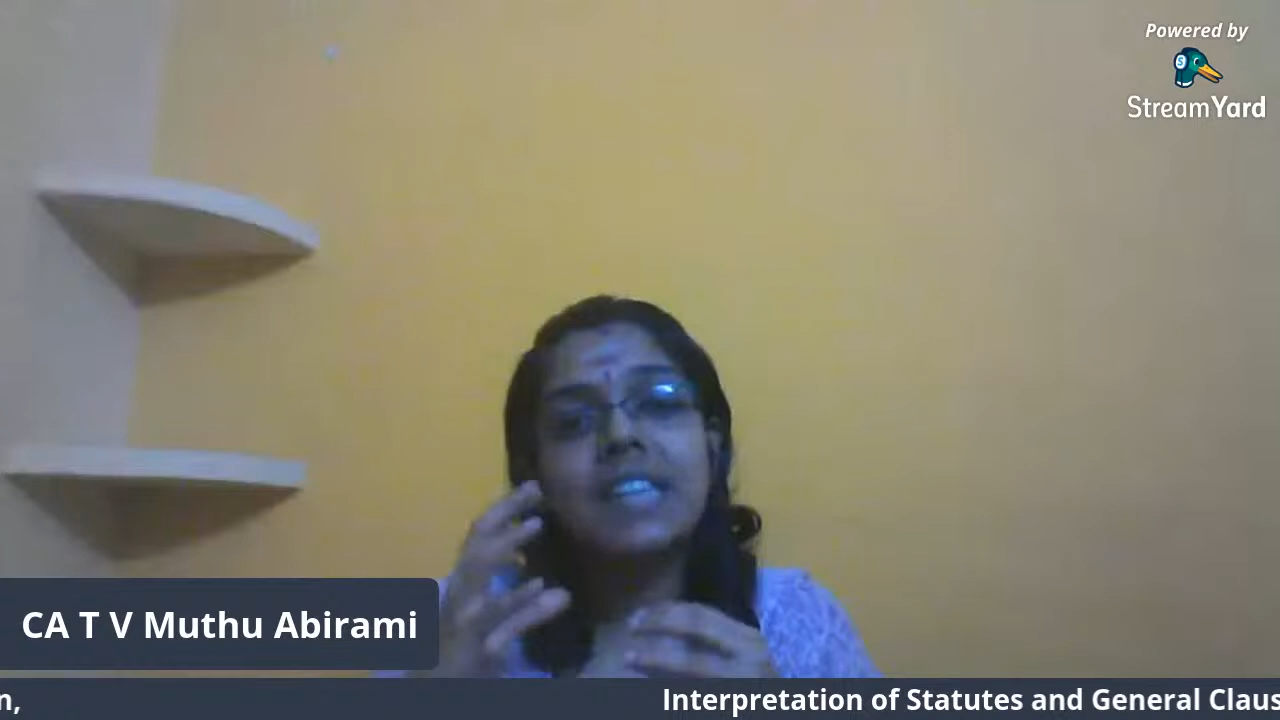 Powered by
StreamYard
CA T V Muthu Abirami
n, Interpretation of Statutes and General Claus